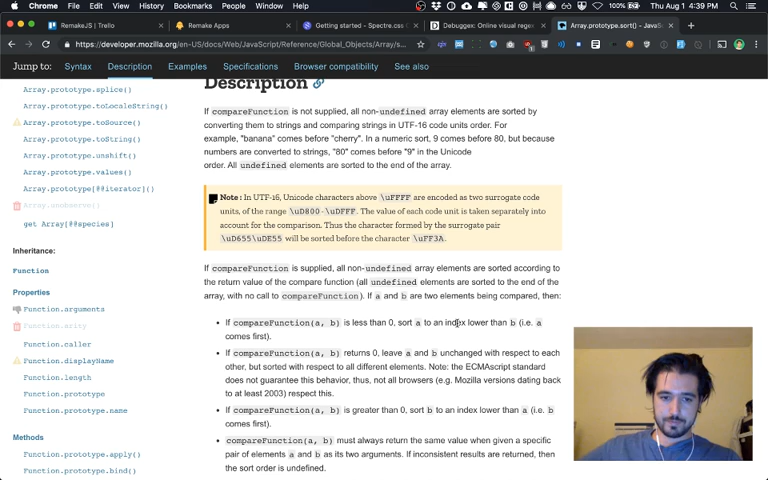 Chrome File Edit View History Bookmarks People Window Help 100% Thu Aug 1 4:39 PM
RemakeJS | Trello
Remake Apps
Getting started - Spectre.css
Debuggex: Online visual rege
Array.prototype.sort() - JavaSc
https://developer.mozilla.org/en-US/docs/Web/JavaScript/Reference/Global_Objects/Array/s...
Jump to: Syntax Description Examples Specifications Browser compatibility See also
Array.prototype.splice()
Array.prototype.toLocaleString()
Array.prototype.toSource()
Array.prototype.toString()
Array.prototype.unshift()
Array.prototype.values()
Array.prototype[@@iterator]()
Array.unobserve()
get Array[@@species]
Inheritance:
Function
Properties
Function.arguments
Function.arity
Function.caller
Function.displayName
Function.length
Function.prototype
Function.prototype.name
Methods
Function.prototype.apply()
Function.prototype.bind()
Description
If compareFunction is not supplied, all non-undefined array elements are sorted by
converting them to strings and comparing strings in UTF-16 code units order. For
example, "banana" comes before "cherry". In a numeric sort, 9 comes before 80, but because
numbers are converted to strings, "80" comes before "9" in the Unicode
order. All undefined elements are sorted to the end of the array.
Note : In UTF-16, Unicode characters above \uFFFF are encoded as two surrogate code
units, of the range \uD800-\uDFFF. The value of each code unit is taken separately into
account for the comparison. Thus the character formed by the surrogate pair
\uD655\uDE55 will be sorted before the character \uFF3A.
If compareFunction is supplied, all non-undefined array elements are sorted according to
the return value of the compare function (all undefined elements are sorted to the end of the
array, with no call to compareFunction). If a and b are two elements being compared, then:
• If compareFunction(a, b) is less than 0, sort a to an index lower than b (i.e. a
comes first).
• If compareFunction(a, b) returns 0, leave a and b unchanged with respect to each
other, but sorted with respect to all different elements. Note: the ECMAscript standard
does not guarantee this behavior, thus, not all browsers (e.g. Mozilla versions dating back
to at least 2003) respect this.
• If compareFunction(a, b) is greater than 0, sort b to an index lower than a (i.e. b
comes first).
• compareFunction(a, b) must always return the same value when given a specific
pair of elements a and b as its two arguments. If inconsistent results are returned, then
the sort order is undefined.